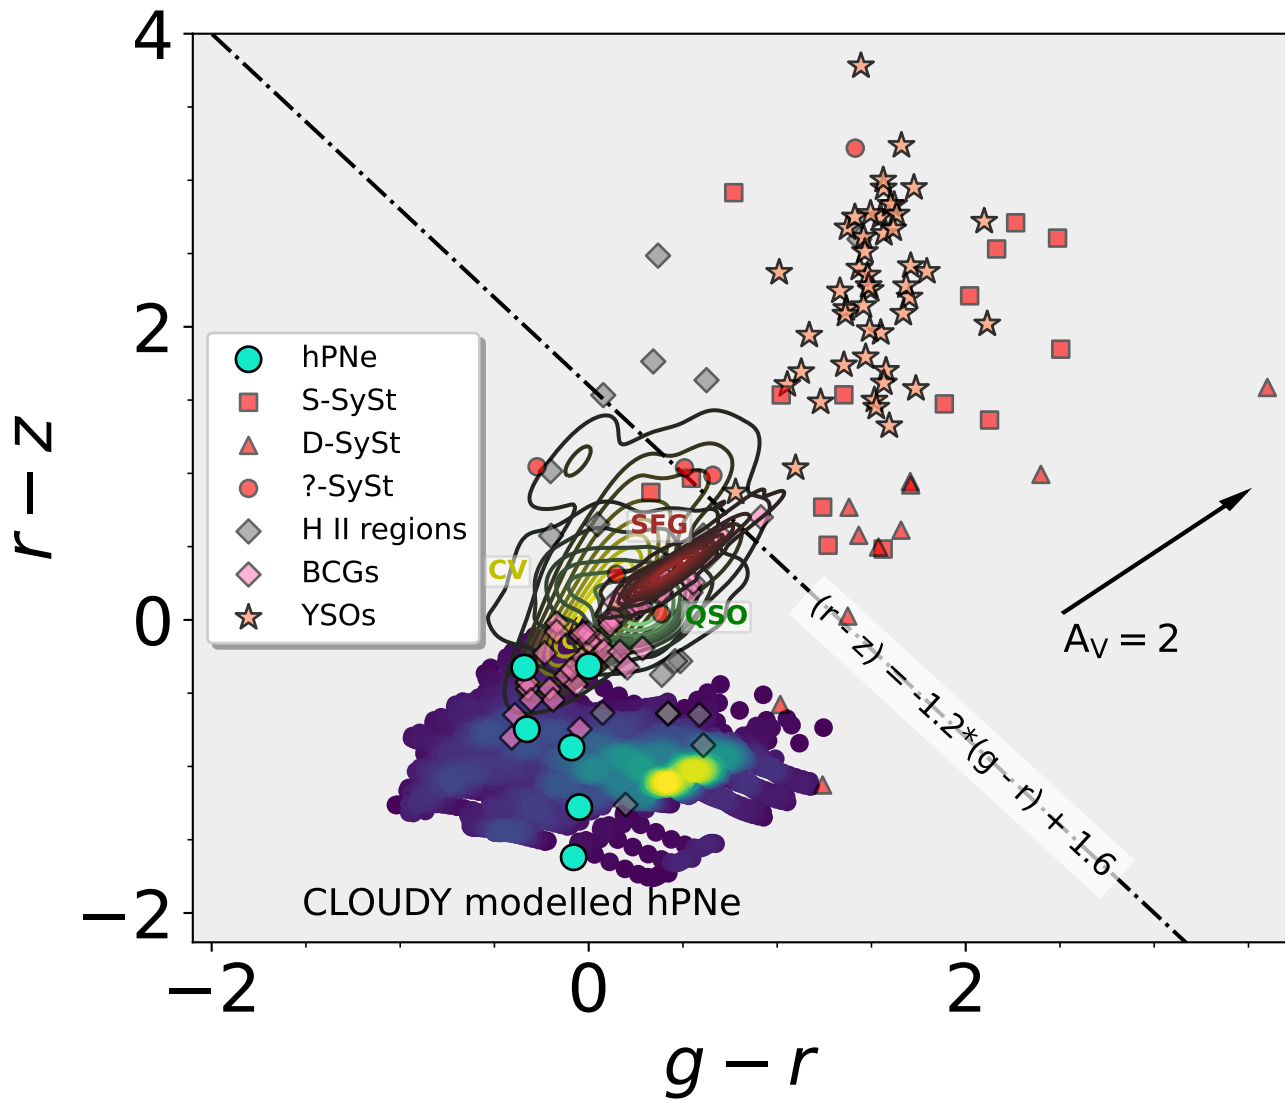 4
2
0
−2
r − z
hPNe
S-SySt
D-SySt
?-SySt
H II regions
BCGs
YSOs
SFG
CV
QSO
A_V = 2
(r - z) = -1.2*(g - r) + 1.6
CLOUDY modelled hPNe
−2 0 2
g − r